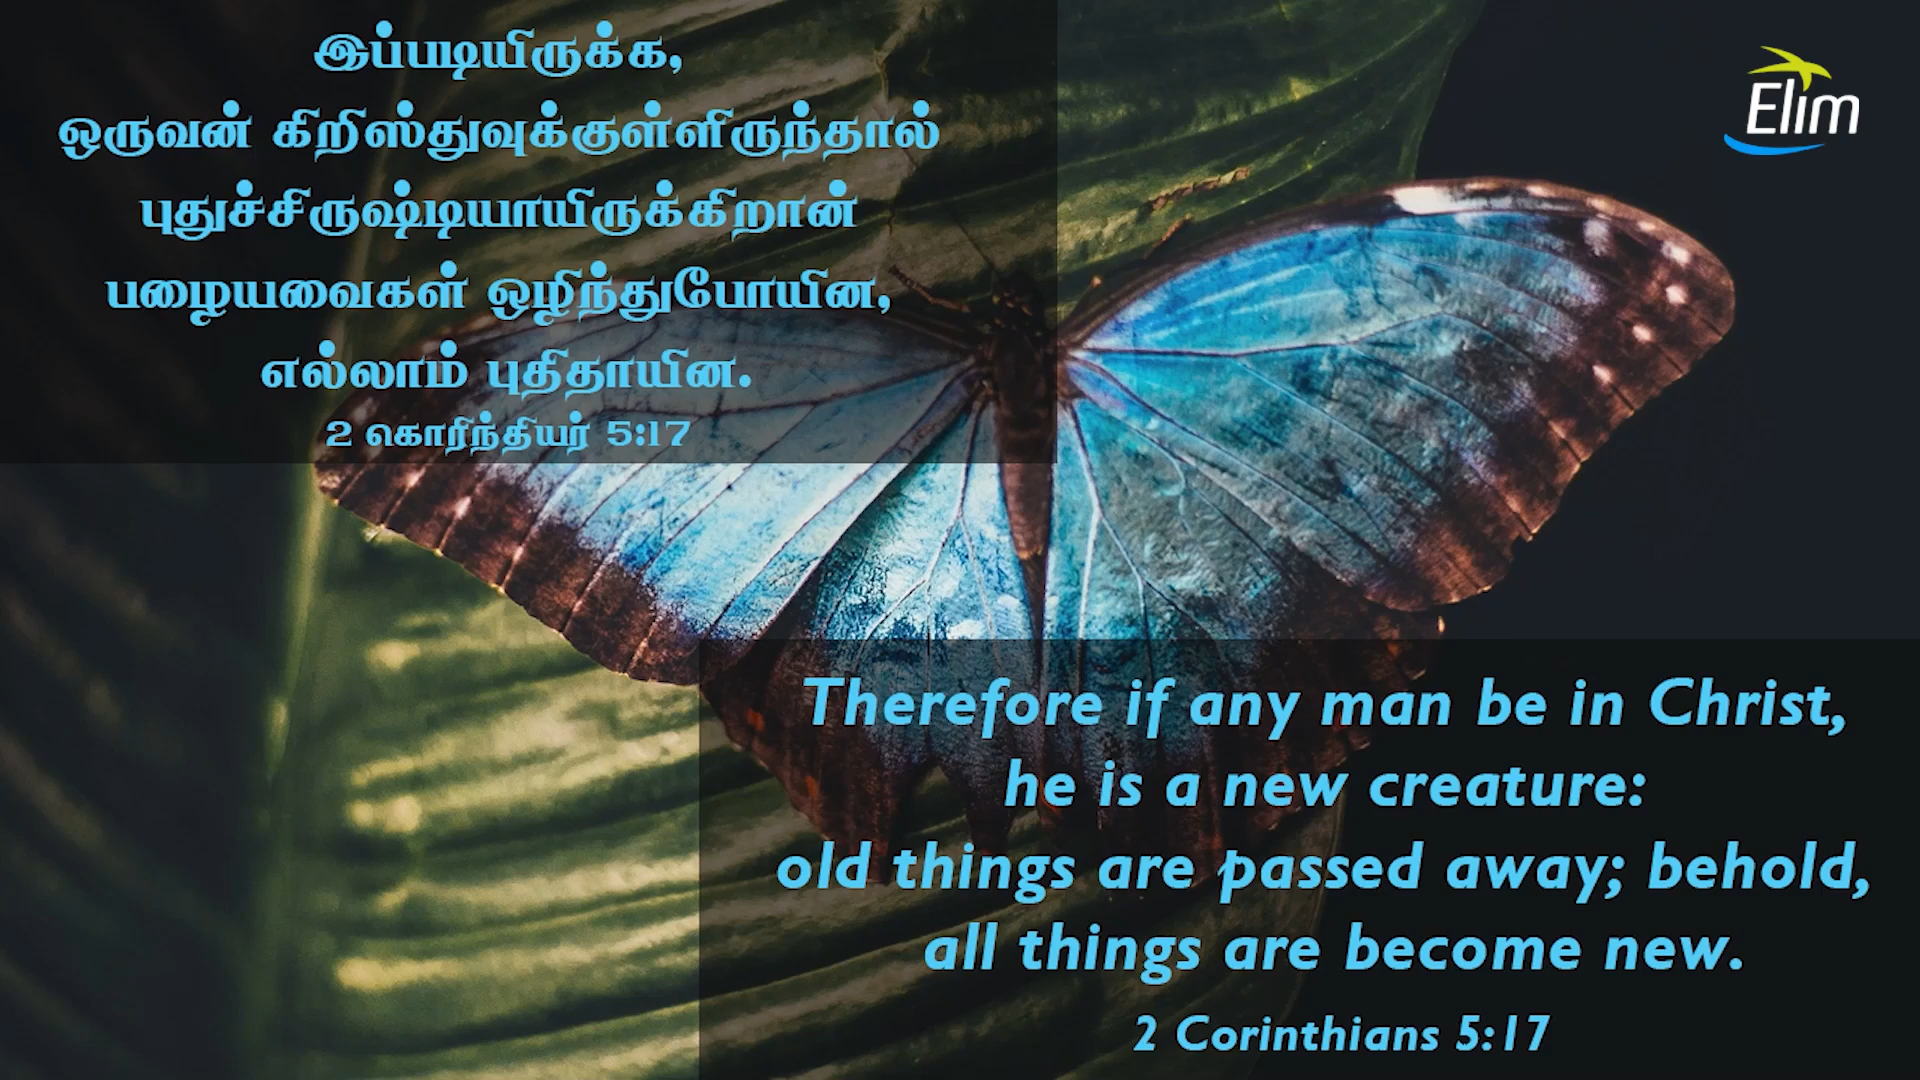 இப்படியிருக்க,
ஒருவன் கிறிஸ்துவுக்குள்ளிருந்தால்
புதுச்சிருஷ்டியாயிருக்கிறான்
பழையவைகள் ஒழிந்துபோயின,
எல்லாம் புதிதாயின.
2 கொரிந்தியர் 5:17
Elim
Therefore if any man be in Christ,
he is a new creature:
old things are passed away; behold,
all things are become new.
2 Corinthians 5:17